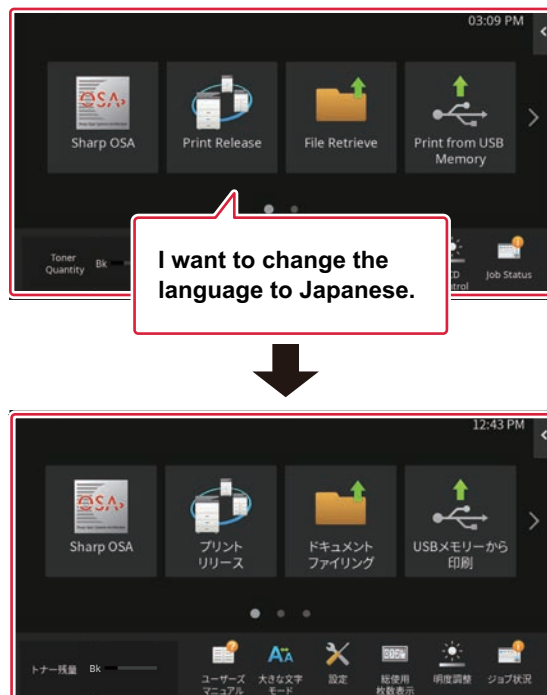 03:09 PM
OSA
Sharp OSA
Print Release
File Retrieve
Print from USB
Memory
Toner
Quantity
Bk
Job Status
I want to change the
language to Japanese.
12:43 PM
OSA
Sharp OSA
プリント
リリース
ドキュメント
ファイリング
USBメモリーから
印刷
トナー残量
Bk
ユーザーズ
マニュアル
大きな文字
モード
設定
総使用
枚数表示
明度調整
ジョブ状況